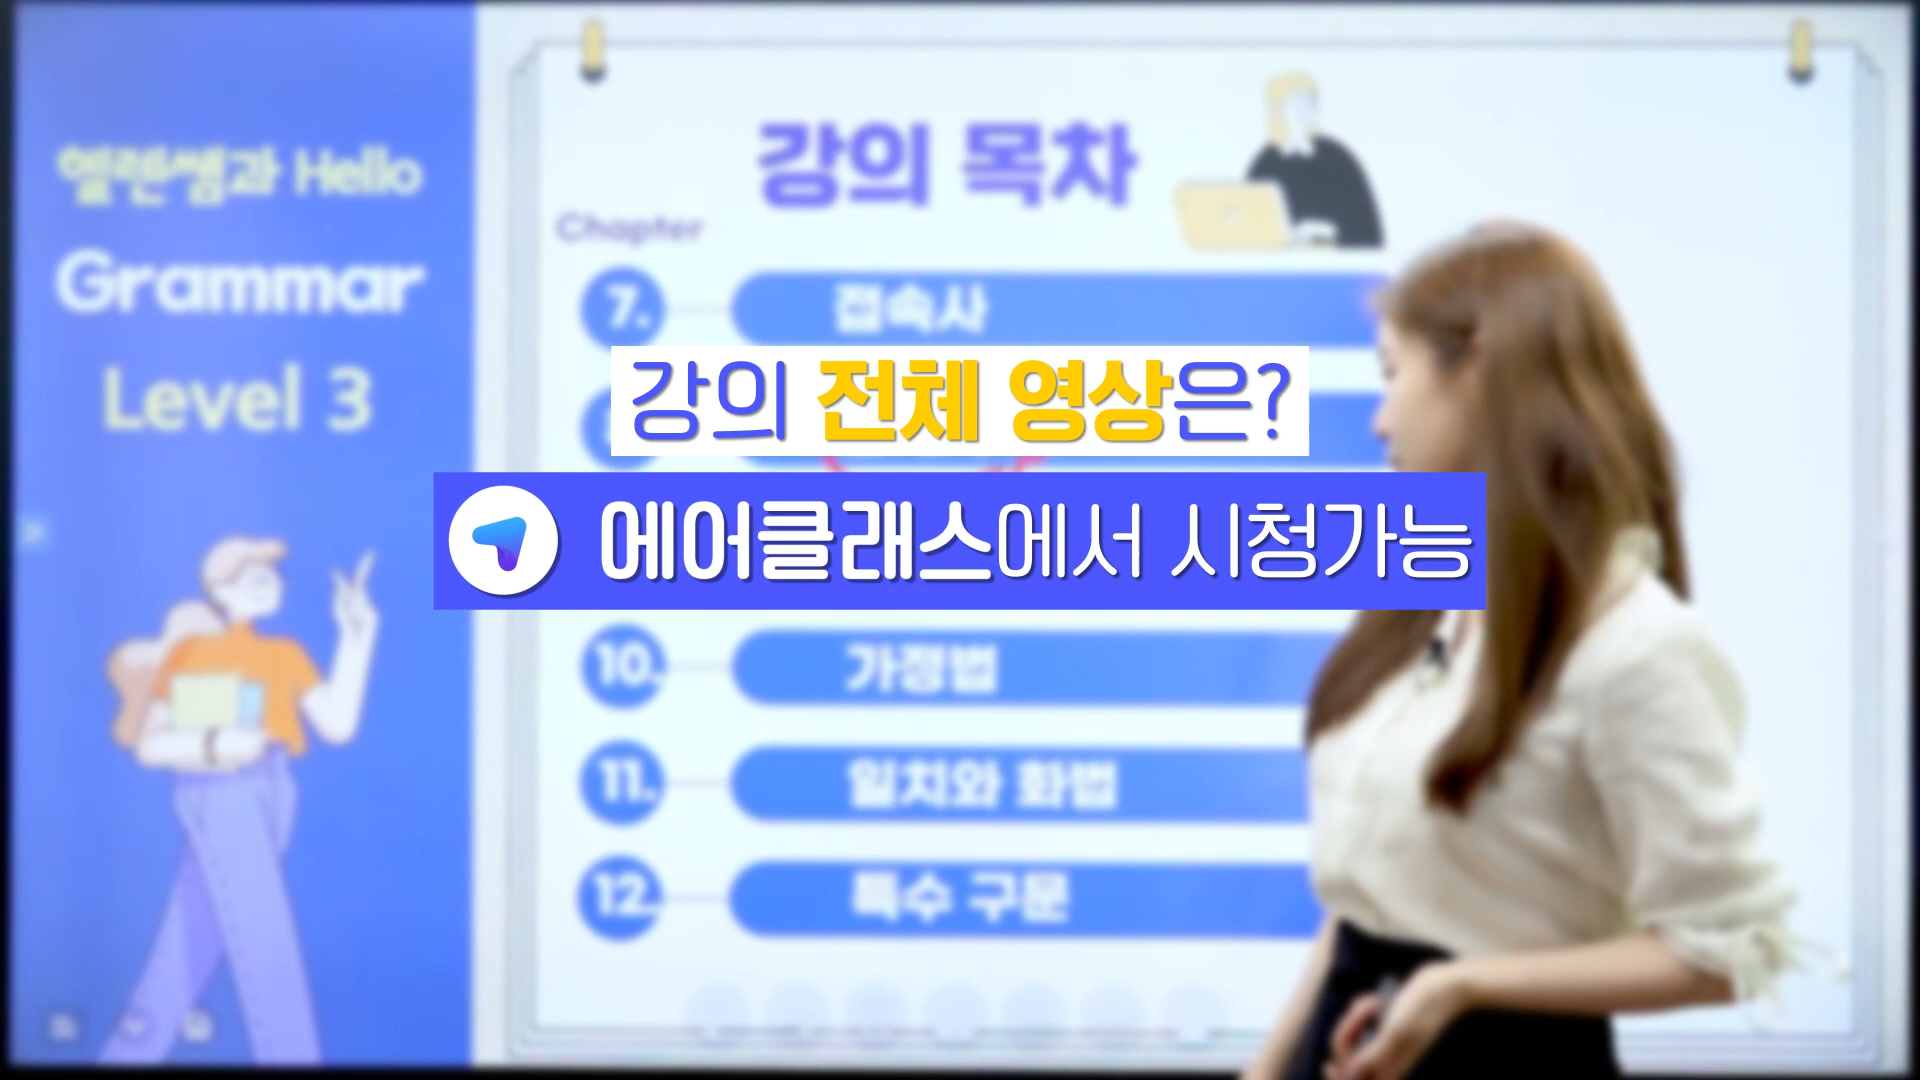 헬렌쌤과 Hello
Grammar
Level 3
강의 목차
Chapter
7. 접속사
강의 전체 영상은?
에어클래스에서 시청가능
10. 가정법
11. 일치와 화법
12. 특수 구문